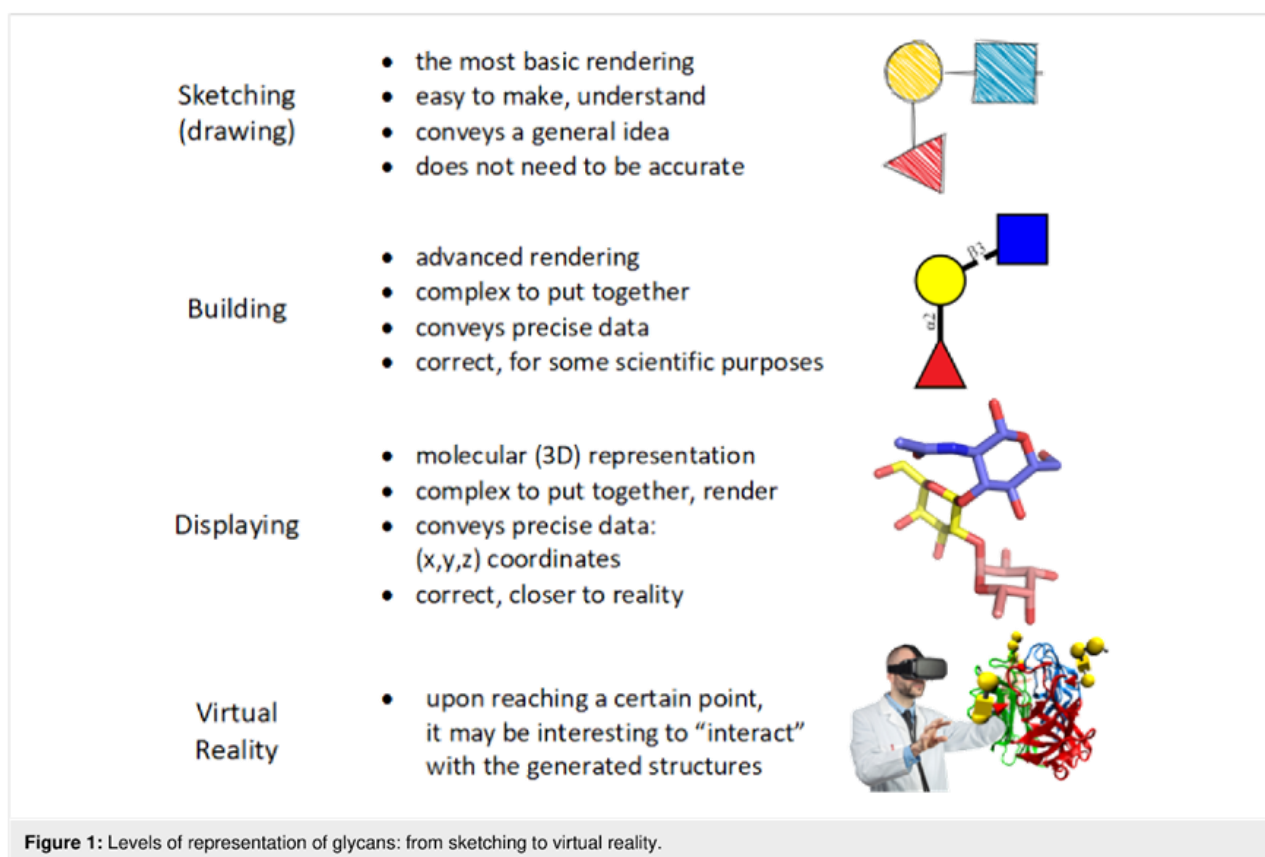 Sketching
(drawing)
• the most basic rendering
• easy to make, understand
• conveys a general idea
• does not need to be accurate
Building
• advanced rendering
• complex to put together
• conveys precise data
• correct, for some scientific purposes
β3
α2
Displaying
• molecular (3D) representation
• complex to put together, render
• conveys precise data:
(x,y,z) coordinates
• correct, closer to reality
Virtual
Reality
• upon reaching a certain point,
it may be interesting to “interact”
with the generated structures
Figure 1: Levels of representation of glycans: from sketching to virtual reality.